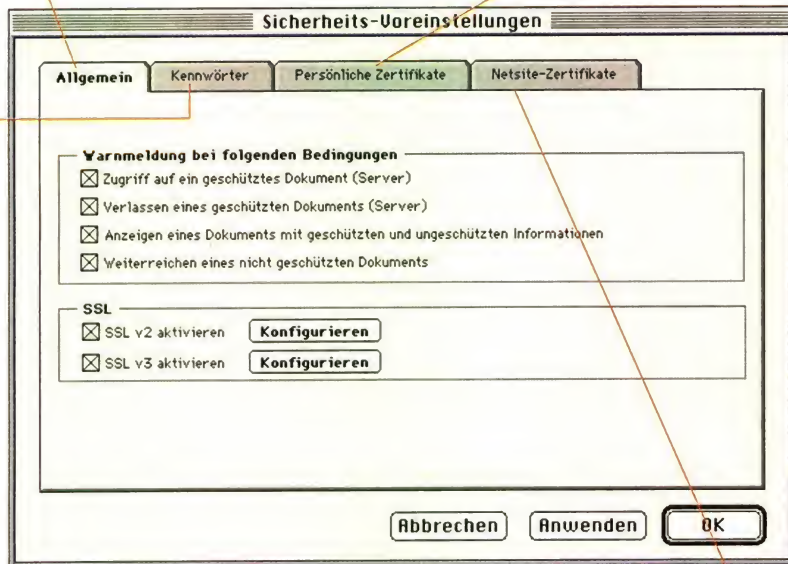 Sicherheits-Voreinstellungen
Allgemein
Kennwörter
Persönliche Zertifikate
Netsite-Zertifikate
Warnmeldung bei folgenden Bedingungen
Zugriff auf ein geschütztes Dokument (Server)
Verlassen eines geschützten Dokuments (Server)
Anzeigen eines Dokuments mit geschützten und ungeschützten Informationen
Weiterreichen eines nicht geschützten Dokuments
SSL
SSL v2 aktivieren Konfigurieren
SSL v3 aktivieren Konfigurieren
Abbrechen Anwenden OK